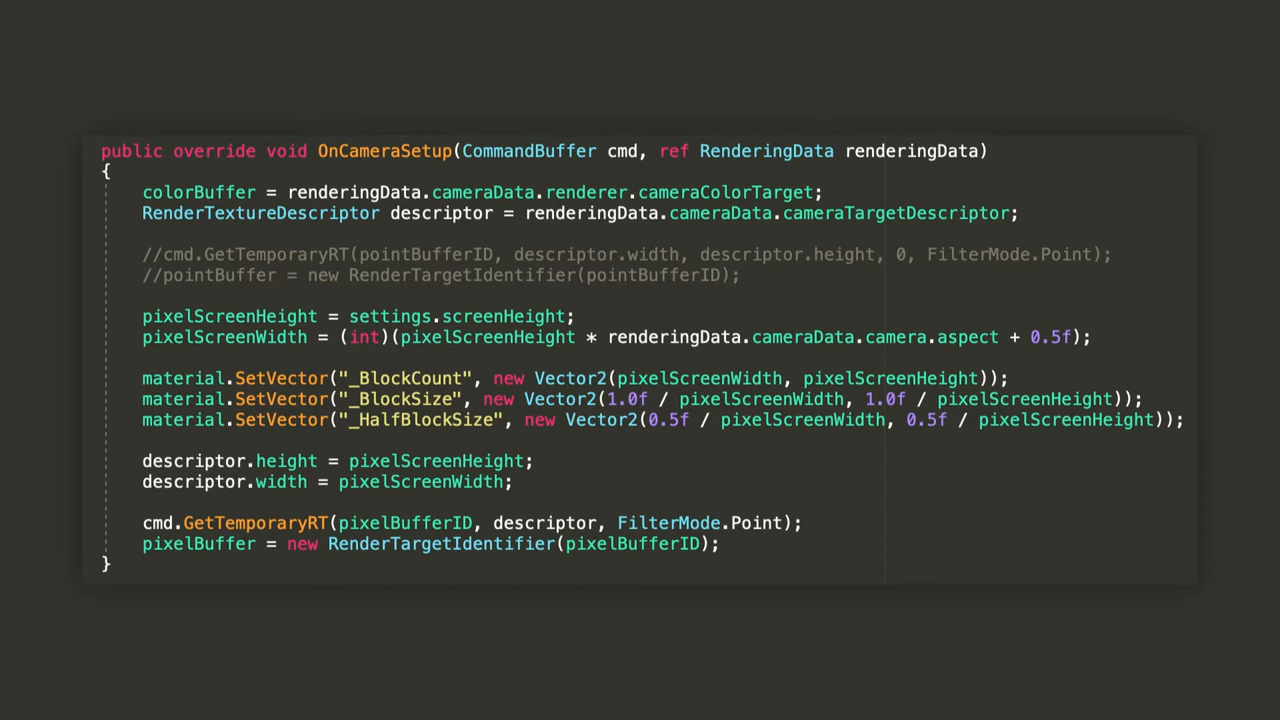 public override void OnCameraSetup(CommandBuffer cmd, ref RenderingData renderingData)
{
colorBuffer = renderingData.cameraData.renderer.cameraColorTarget;
RenderTextureDescriptor descriptor = renderingData.cameraData.cameraTargetDescriptor;
//cmd.GetTemporaryRT(pointBufferID, descriptor.width, descriptor.height, 0, FilterMode.Point);
//pointBuffer = new RenderTargetIdentifier(pointBufferID);
pixelScreenHeight = settings.screenHeight;
pixelScreenWidth = (int)(pixelScreenHeight * renderingData.cameraData.camera.aspect + 0.5f);
material.SetVector("_BlockCount", new Vector2(pixelScreenWidth, pixelScreenHeight));
material.SetVector("_BlockSize", new Vector2(1.0f / pixelScreenWidth, 1.0f / pixelScreenHeight));
material.SetVector("_HalfBlockSize", new Vector2(0.5f / pixelScreenWidth, 0.5f / pixelScreenHeight));
descriptor.height = pixelScreenHeight;
descriptor.width = pixelScreenWidth;
cmd.GetTemporaryRT(pixelBufferID, descriptor, FilterMode.Point);
pixelBuffer = new RenderTargetIdentifier(pixelBufferID);
}